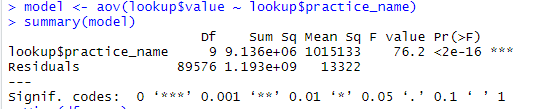 > model <- aov(lookup$value ~ lookup$practice_name)
> summary(model)
Df Sum Sq Mean Sq F value Pr(>F)
lookup$practice_name 9 9.136e+06 1015133 76.2 <2e-16 ***
Residuals 89576 1.193e+09 13322
---
Signif. codes: 0 ‘***’ 0.001 ‘**’ 0.01 ‘*’ 0.05 ‘.’ 0.1 ‘ ’ 1